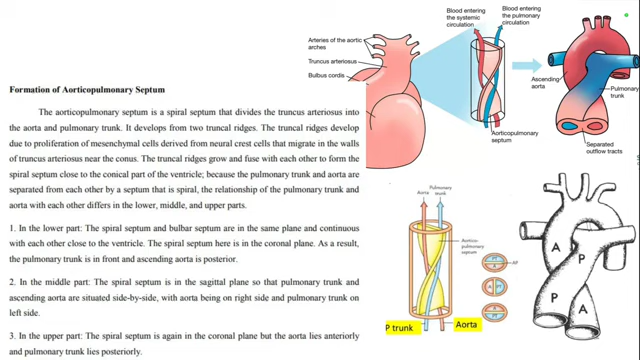 Formation of Aorticopulmonary Septum
The aorticopulmonary septum is a spiral septum that divides the truncus arteriosus into
the aorta and pulmonary trunk. It develops from two truncal ridges. The truncal ridges develop
due to proliferation of mesenchymal cells derived from neural crest cells that migrate in the walls
of truncus arteriosus near the conus. The truncal ridges grow and fuse with each other to form the
spiral septum close to the conical part of the ventricle; because the pulmonary trunk and aorta are
separated from each other by a septum that is spiral, the relationship of the pulmonary trunk and
aorta with each other differs in the lower, middle, and upper parts.
1. In the lower part: The spiral septum and bulbar septum are in the same plane and continuous
with each other close to the ventricle. The spiral septum here is in the coronal plane. As a result,
the pulmonary trunk is in front and ascending aorta is posterior.
2. In the middle part: The spiral septum is in the sagittal plane so that pulmonary trunk and
ascending aorta are situated side-by-side, with aorta being on right side and pulmonary trunk on
left side.
3. In the upper part: The spiral septum is again in the coronal plane but the aorta lies anteriorly
and pulmonary trunk lies posteriorly.
Arteries of the aortic
arches
Truncus arteriosus
Bulbus cordis
Blood entering
the systemic
circulation
Blood entering
the pulmonary
circulation
Aorticopulmonary
septum
Ascending
aorta
Pulmonary
trunk
Separated
outflow tracts
Aorta
Pulmonary
trunk
Aortico-
pulmonary
septum
AP
P trunk
Aorta
A
P
P
A